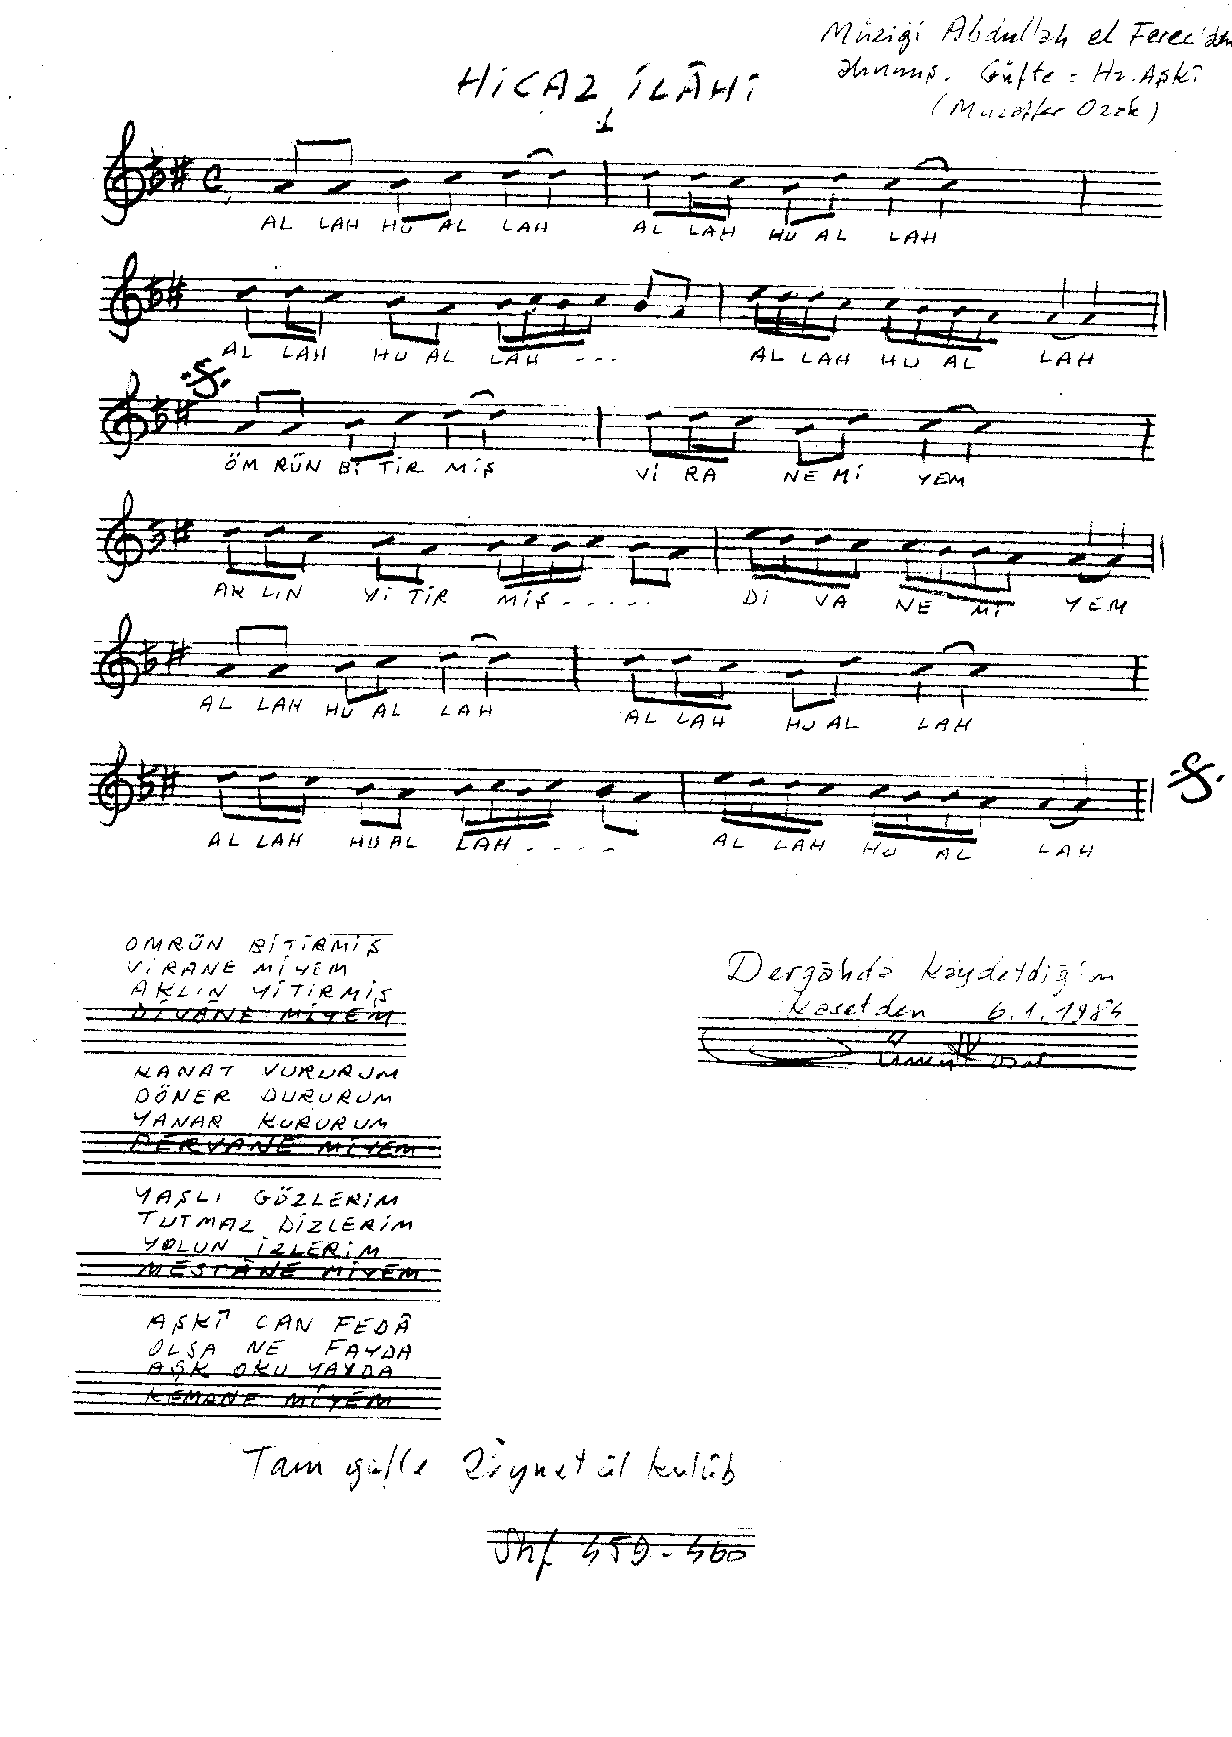 Müziği Abdullah el Ferec'den
alınmış. Güfte = Hz. Aşkî
(Muzaffer Ozak)
HİCAZ İLÂHİ
1
AL LAH HU AL LAH AL LAH HU AL LAH
AL LAH HU AL LAH - - - AL LAH HU AL LAH
ÖM RÜN Bİ TİR MİŞ Vİ RA NE Mİ YEM
AK LIN Yİ TİR MİŞ - - - - - Dİ VA NE Mİ YEM
AL LAH HU AL LAH AL LAH HU AL LAH
AL LAH HU AL LAH - - - - AL LAH HU AL LAH
ÖMRÜN BİTİRMİŞ
VİRANE MİYEM
AKLIN YİTİRMİŞ
DİVÂNE MİYEM
KANAT VURURUM
DÖNER DURURUM
YANAR KURURUM
PERVANE MİYEM
YAŞLI GÖZLERİM
TUTMAZ DİZLERİM
YOLUN İZLERİM
MESTÂNE MİYEM
AŞKÎ CAN FEDÂ
OLSA NE FAYDA
AŞK OKU YAYDA
KEMANE MİYEM
Dergâhda kaydetdiğim
kasetden 6.1.1984
Tam güfte Ziynet ül kulûb
Shf 459-460